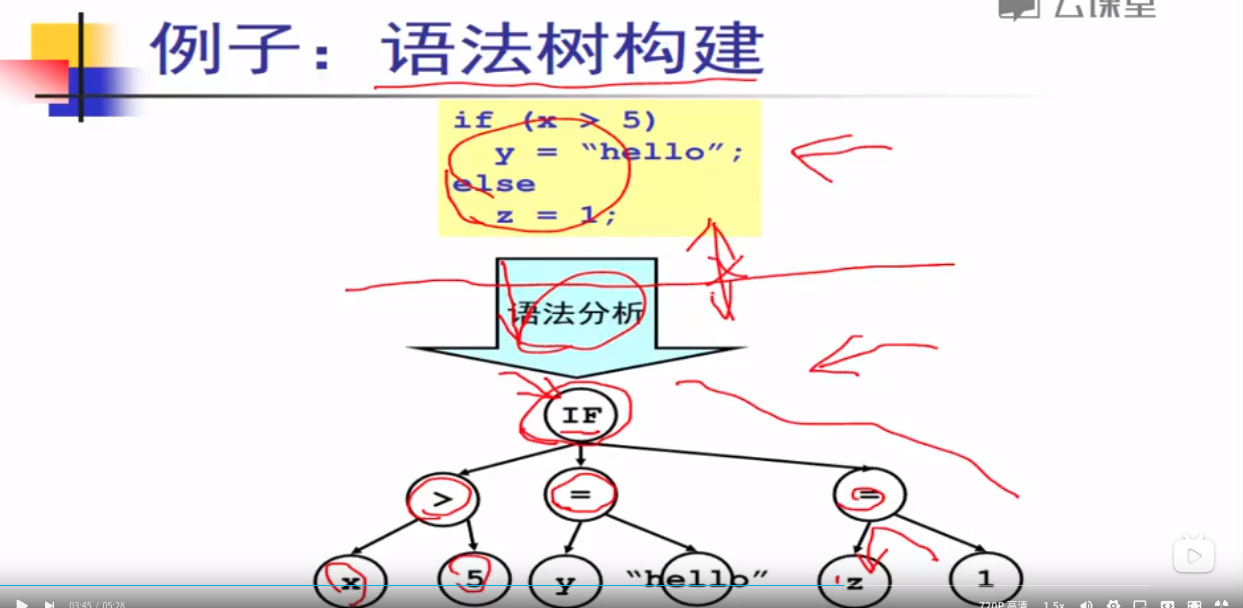 云课堂
例子：语法树构建
if (x > 5)
y = “hello”;
else
z = 1;
语法分析
IF
> = =
x 5 y “hello” z 1
03:45 / 05:28 720P 高清 1.5x